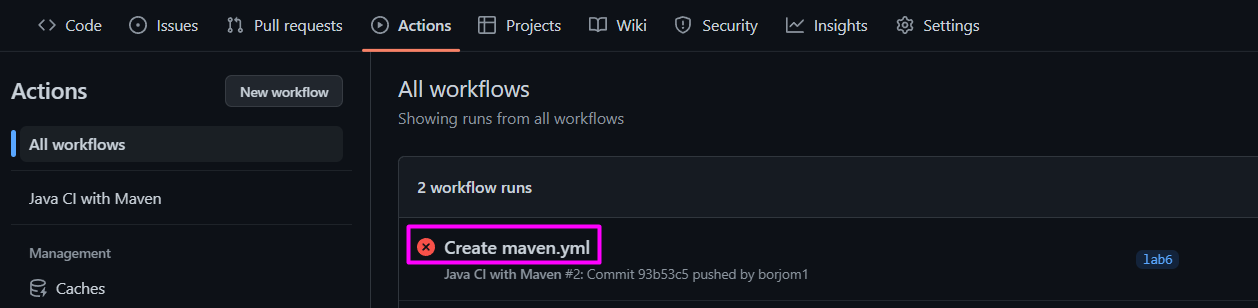 Code Issues Pull requests Actions Projects Wiki Security Insights Settings
Actions New workflow
All workflows
Java CI with Maven
Management
Caches
All workflows
Showing runs from all workflows
2 workflow runs
Create maven.yml
lab6
Java CI with Maven #2: Commit 93b53c5 pushed by borjom1